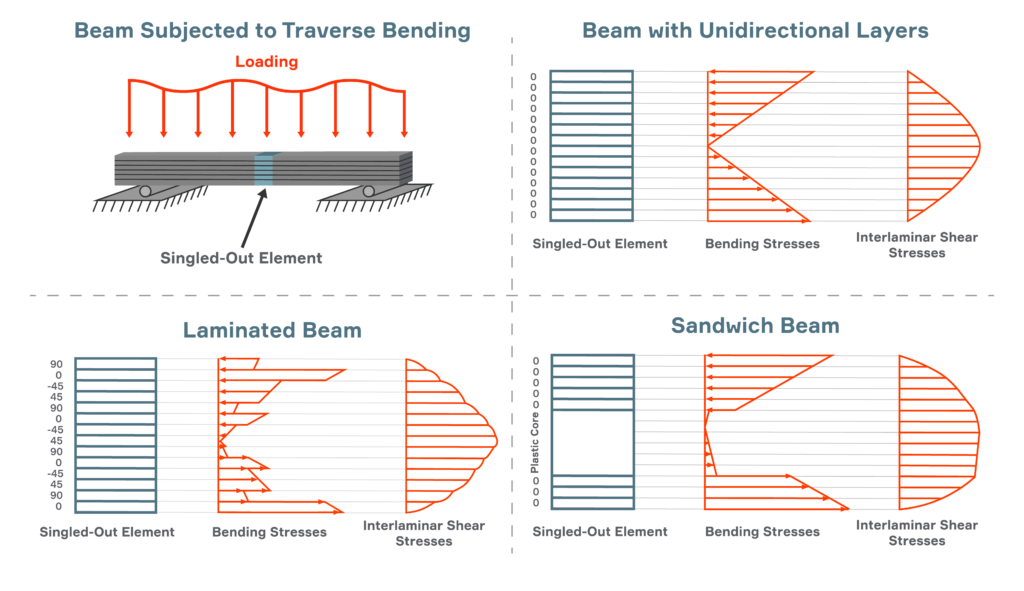 Beam Subjected to Traverse Bending
Loading
Singled-Out Element
Beam with Unidirectional Layers
0
0
0
0
0
0
0
0
0
0
0
0
0
0
Singled-Out Element
Bending Stresses
Interlaminar Shear
Stresses
Laminated Beam
90
0
-45
45
90
0
-45
45
90
0
-45
45
90
0
Singled-Out Element
Bending Stresses
Interlaminar Shear
Stresses
Sandwich Beam
0
0
0
0
0
Plastic Core
0
0
0
0
Singled-Out Element
Bending Stresses
Interlaminar Shear
Stresses